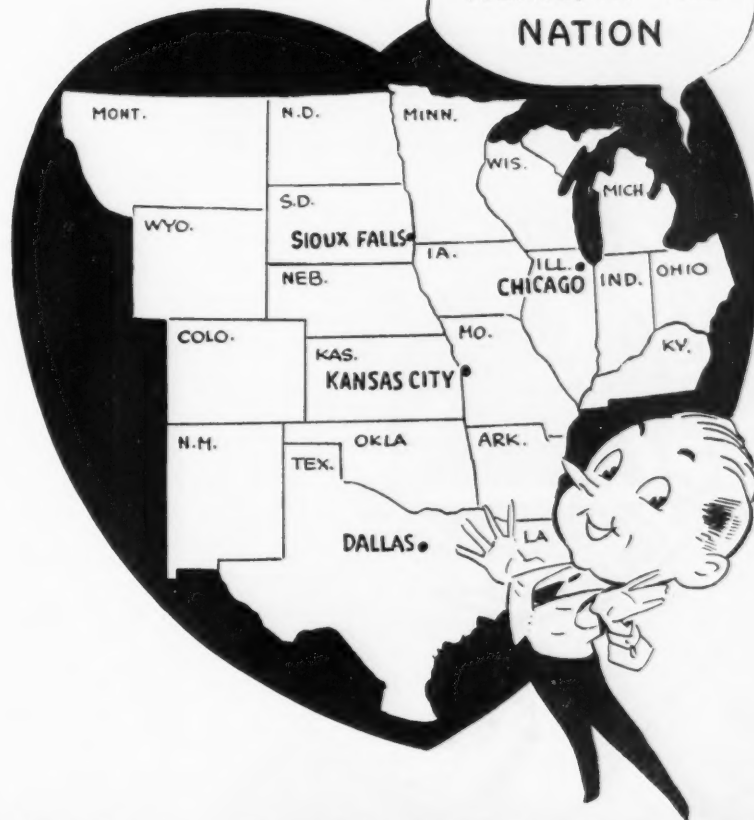 NATION
MONT.
N.D.
MINN.
WIS.
MICH.
S.D.
WYO.
SIOUX FALLS
IA.
ILL.
CHICAGO
IND.
OHIO
NEB.
COLO.
MO.
KY.
KAS.
KANSAS CITY
N.M.
OKLA
ARK.
TEX.
DALLAS
LA